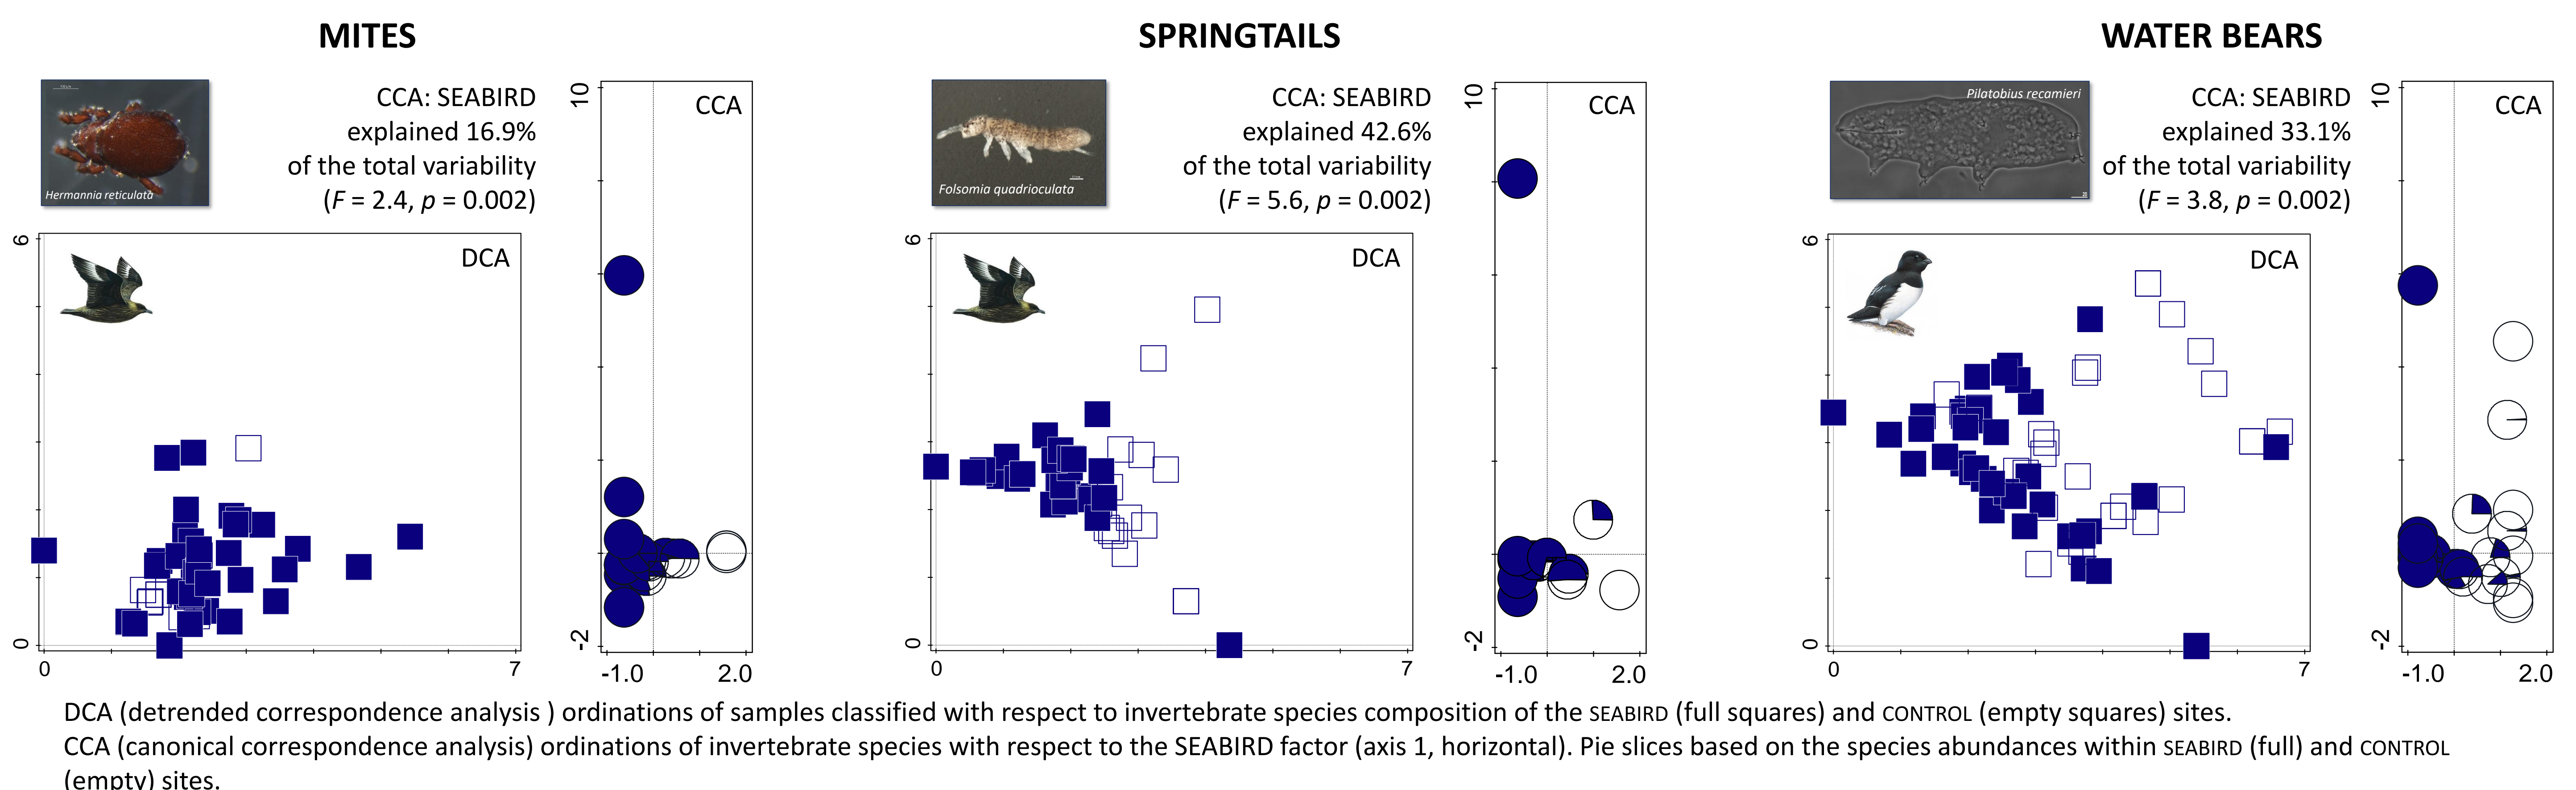 MITES
Hermannia reticulata
CCA: SEABIRD
explained 16.9%
of the total variability
(F = 2.4, p = 0.002)
10
CCA
-2
-1.0 2.0
6
DCA
0
0 7
SPRINGTAILS
Folsomia quadrioculata
CCA: SEABIRD
explained 42.6%
of the total variability
(F = 5.6, p = 0.002)
10
CCA
-2
-1.0 2.0
6
DCA
0
0 7
WATER BEARS
Pilatobius recamieri
CCA: SEABIRD
explained 33.1%
of the total variability
(F = 3.8, p = 0.002)
10
CCA
-2
-1.0 2.0
6
DCA
0
0 7
DCA (detrended correspondence analysis ) ordinations of samples classified with respect to invertebrate species composition of the SEABIRD (full squares) and CONTROL (empty squares) sites.
CCA (canonical correspondence analysis) ordinations of invertebrate species with respect to the SEABIRD factor (axis 1, horizontal). Pie slices based on the species abundances within SEABIRD (full) and CONTROL
(empty) sites.